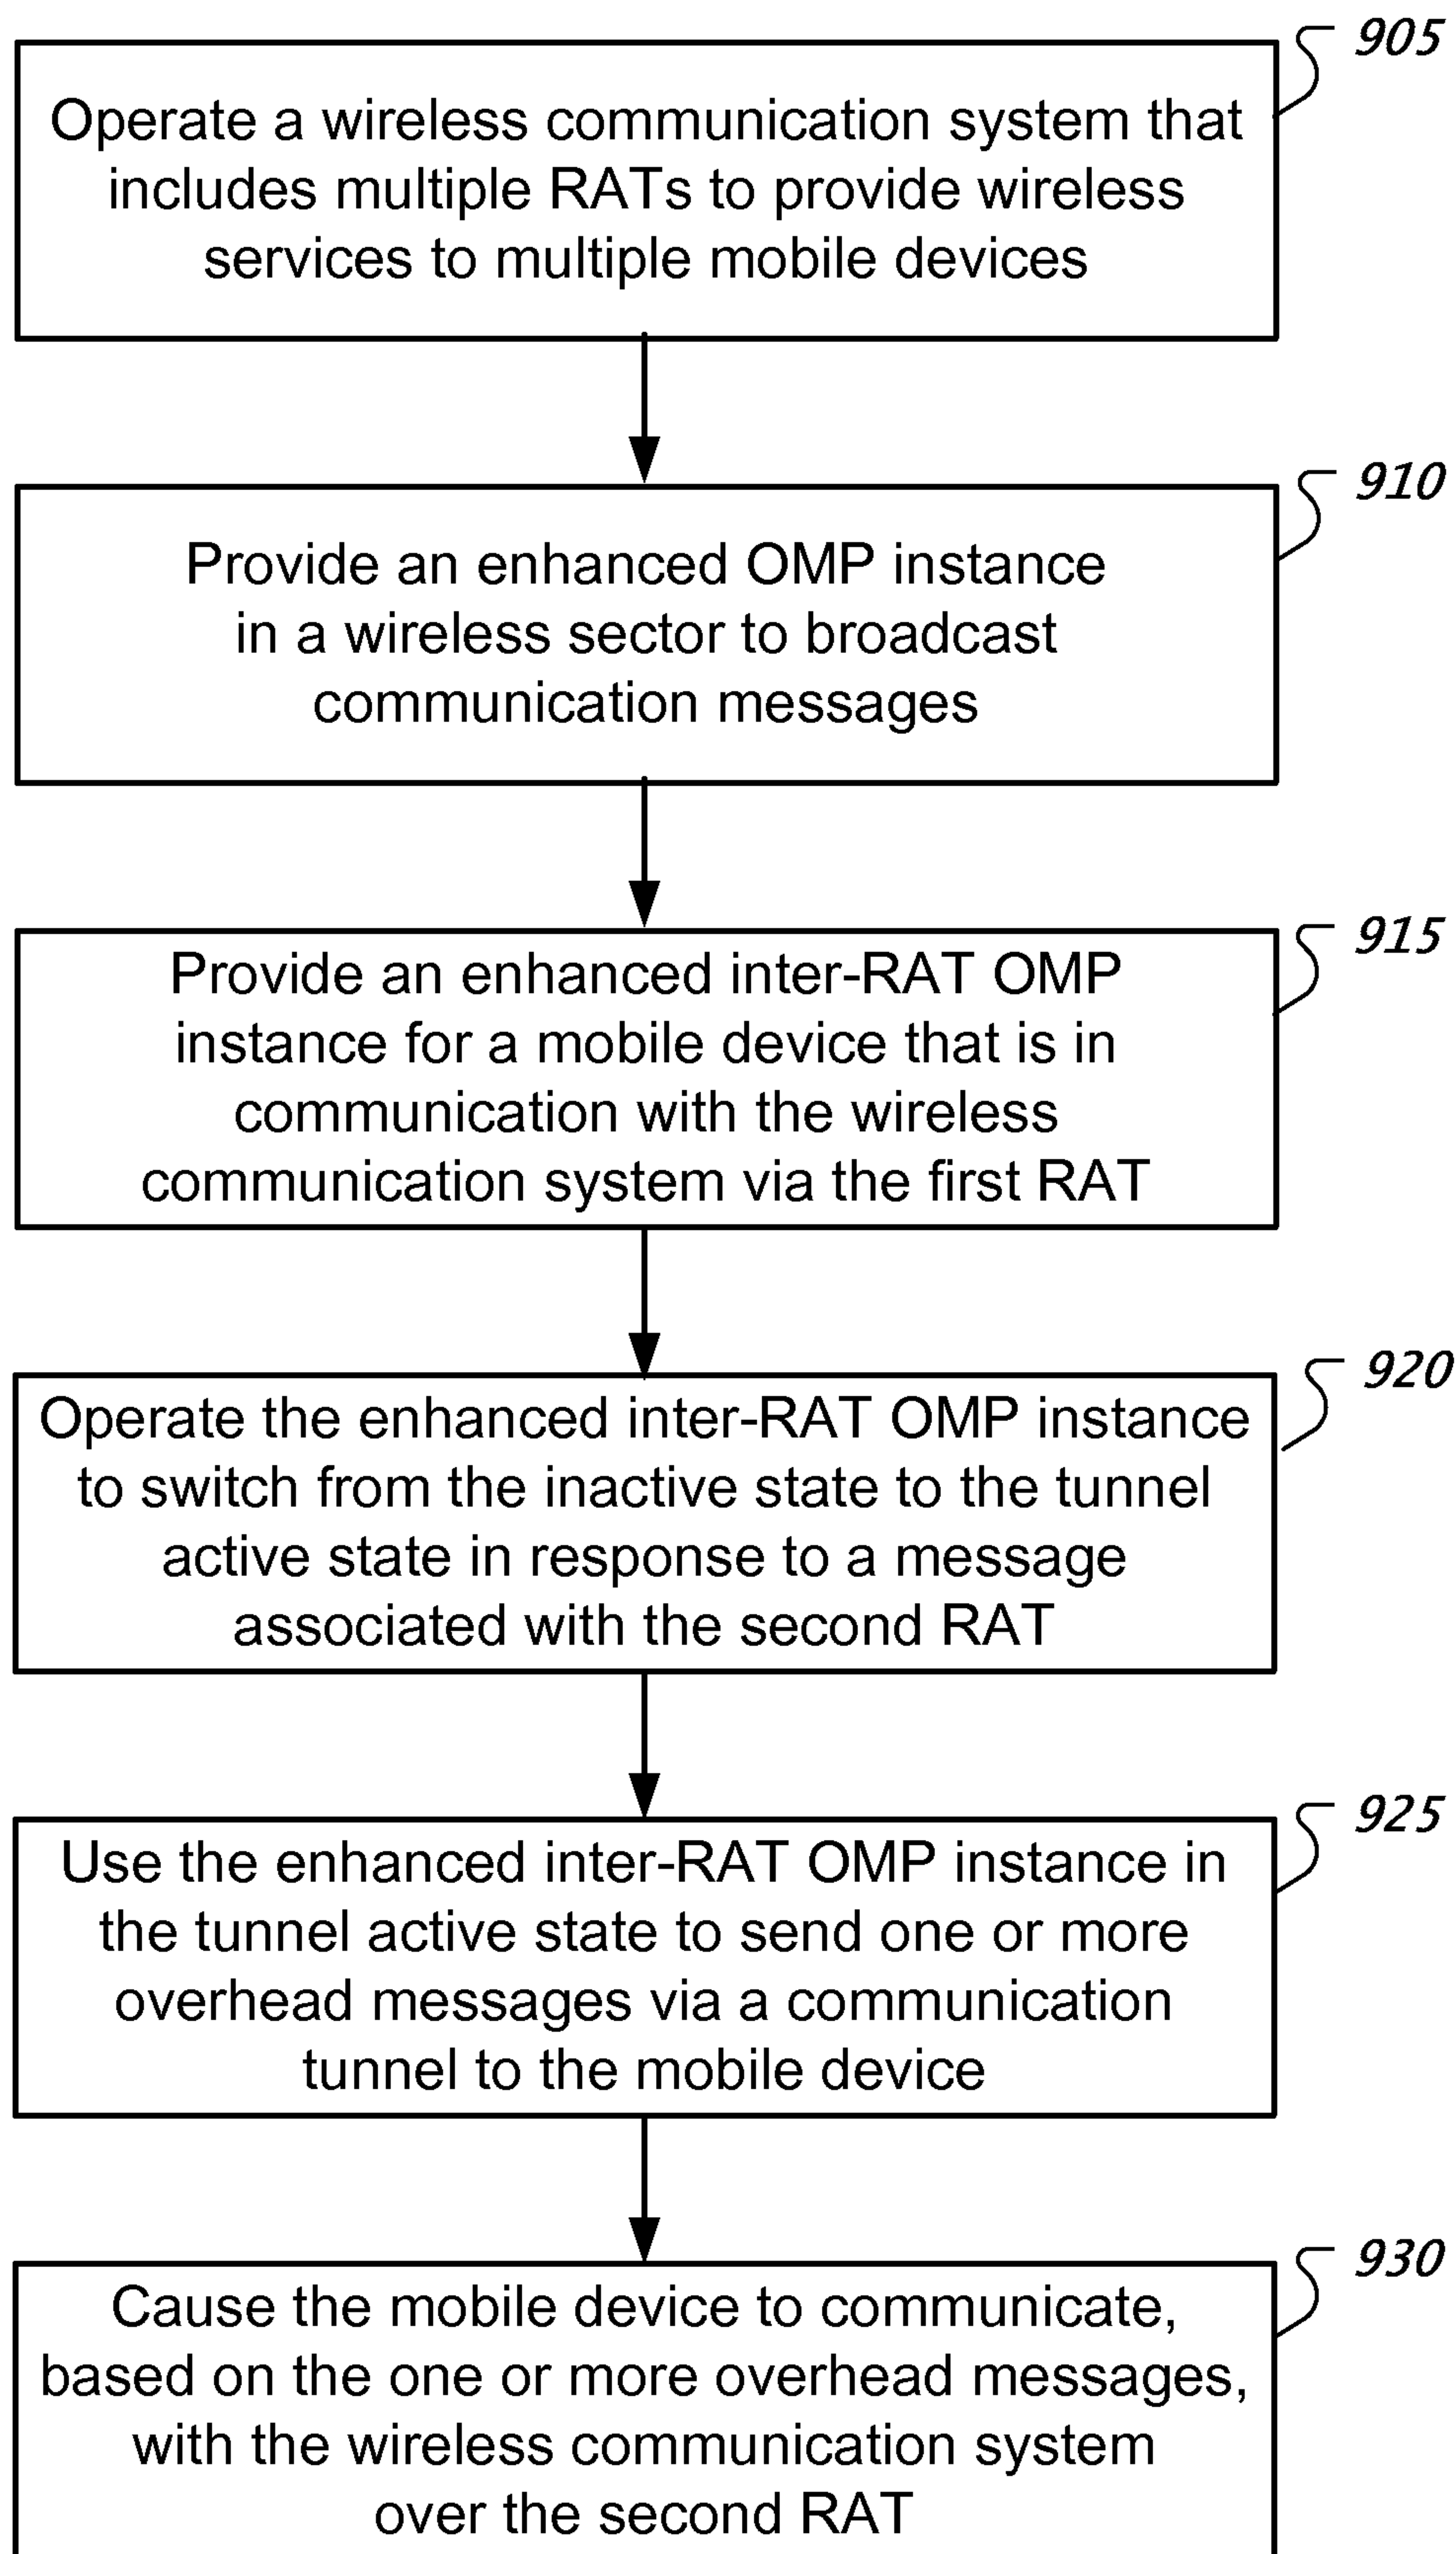 905
Operate a wireless communication system that
includes multiple RATs to provide wireless
services to multiple mobile devices
910
Provide an enhanced OMP instance
in a wireless sector to broadcast
communication messages
915
Provide an enhanced inter-RAT OMP
instance for a mobile device that is in
communication with the wireless
communication system via the first RAT
920
Operate the enhanced inter-RAT OMP instance
to switch from the inactive state to the tunnel
active state in response to a message
associated with the second RAT
925
Use the enhanced inter-RAT OMP instance in
the tunnel active state to send one or more
overhead messages via a communication
tunnel to the mobile device
930
Cause the mobile device to communicate,
based on the one or more overhead messages,
with the wireless communication system
over the second RAT